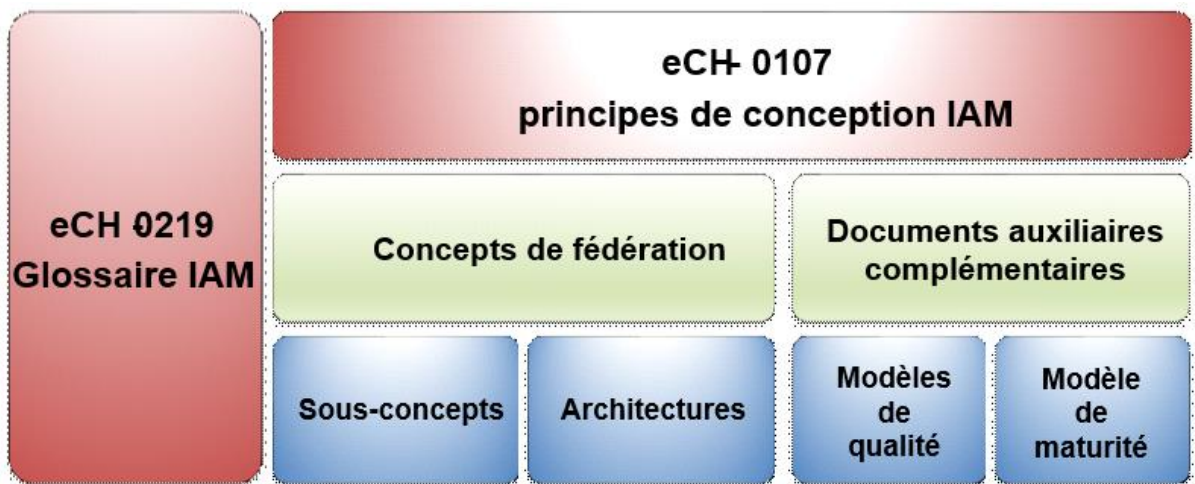 eCH-0219
Glossaire IAM
eCH-0107
principes de conception IAM
Concepts de fédération
Documents auxiliaires
complémentaires
Sous-concepts
Architectures
Modèles
de
qualité
Modèle
de
maturité